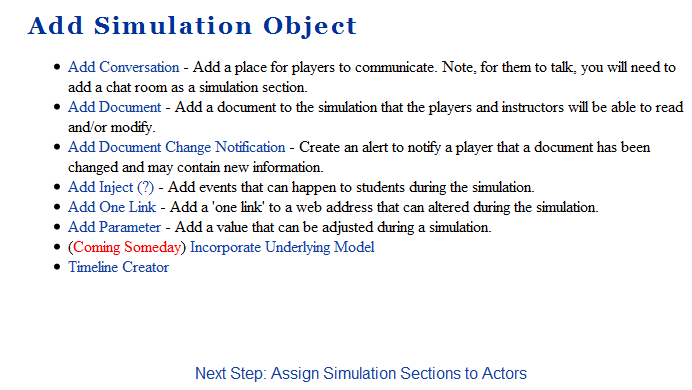 Add Simulation Object
• Add Conversation - Add a place for players to communicate. Note, for them to talk, you will need to
add a chat room as a simulation section.
• Add Document - Add a document to the simulation that the players and instructors will be able to read
and/or modify.
• Add Document Change Notification - Create an alert to notify a player that a document has been
changed and may contain new information.
• Add Inject (?) - Add events that can happen to students during the simulation.
• Add One Link - Add a 'one link' to a web address that can altered during the simulation.
• Add Parameter - Add a value that can be adjusted during a simulation.
• (Coming Someday) Incorporate Underlying Model
• Timeline Creator
Next Step: Assign Simulation Sections to Actors